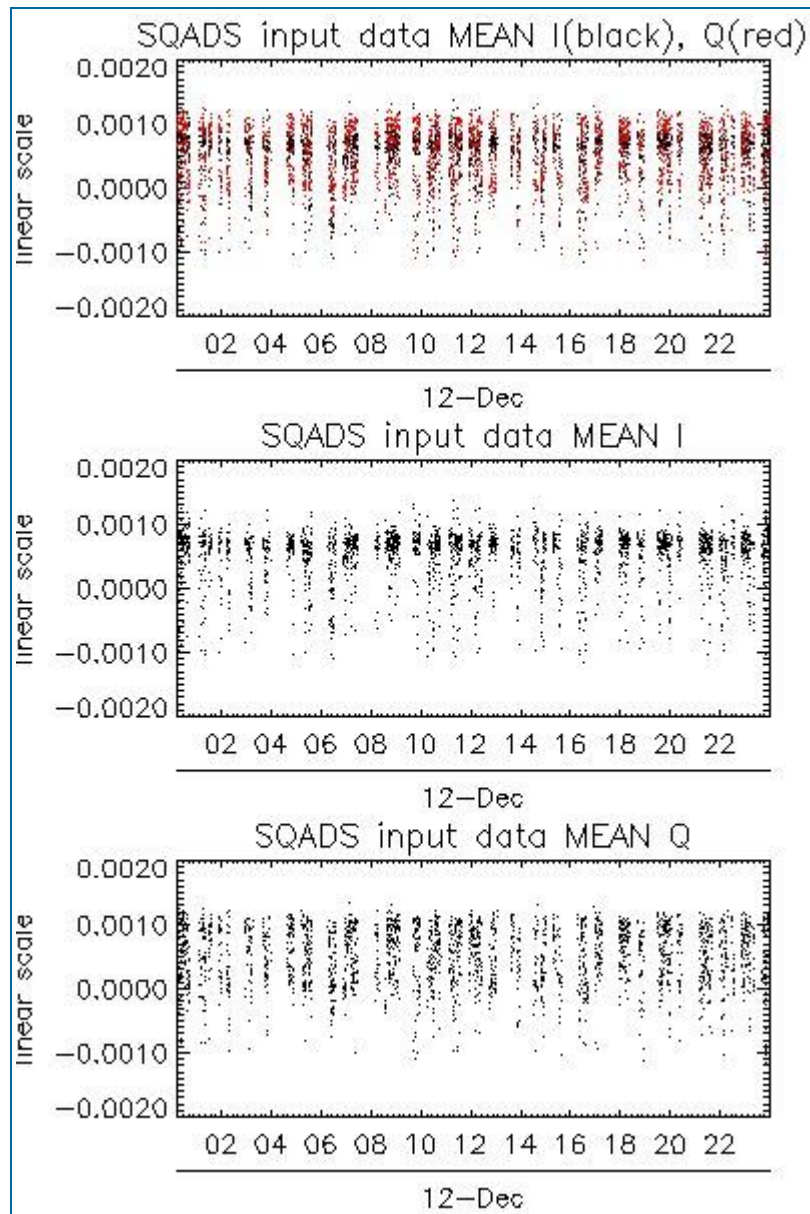 SQADS input data MEAN I(black), Q(red)
linear scale
0.0020
0.0010
0.0000
−0.0010
−0.0020
02 04 06 08 10 12 14 16 18 20 22
12−Dec
SQADS input data MEAN I
linear scale
0.0020
0.0010
0.0000
−0.0010
−0.0020
02 04 06 08 10 12 14 16 18 20 22
12−Dec
SQADS input data MEAN Q
linear scale
0.0020
0.0010
0.0000
−0.0010
−0.0020
02 04 06 08 10 12 14 16 18 20 22
12−Dec